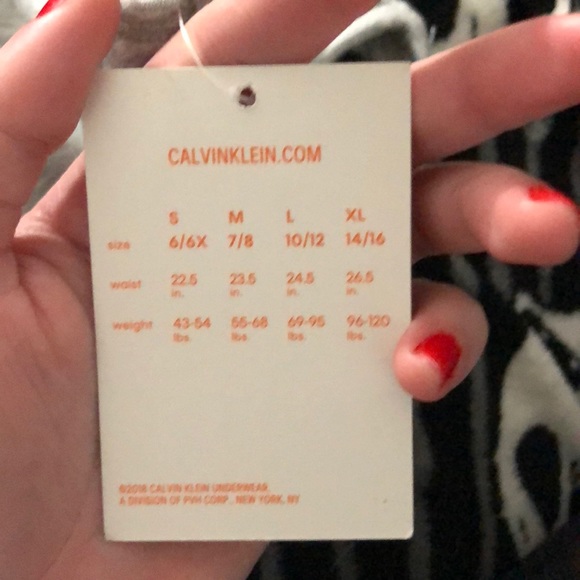 CALVINKLEIN.COM
S M L XL
size 6/6X 7/8 10/12 14/16
waist 22.5 23.5 24.5 26.5
in. in. in. in.
weight 43-54 55-68 69-95 96-120
lbs. lbs. lbs. lbs.
©2016 CALVIN KLEIN UNDERWEAR,
A DIVISION OF PVH CORP., NEW YORK, NY